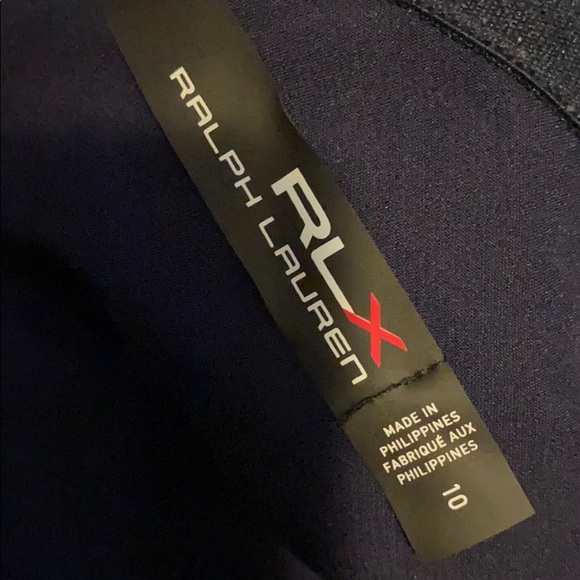 RLX
RALPH LAUREN
MADE IN
PHILIPPINES
FABRIQUÉ AUX
PHILIPPINES
10